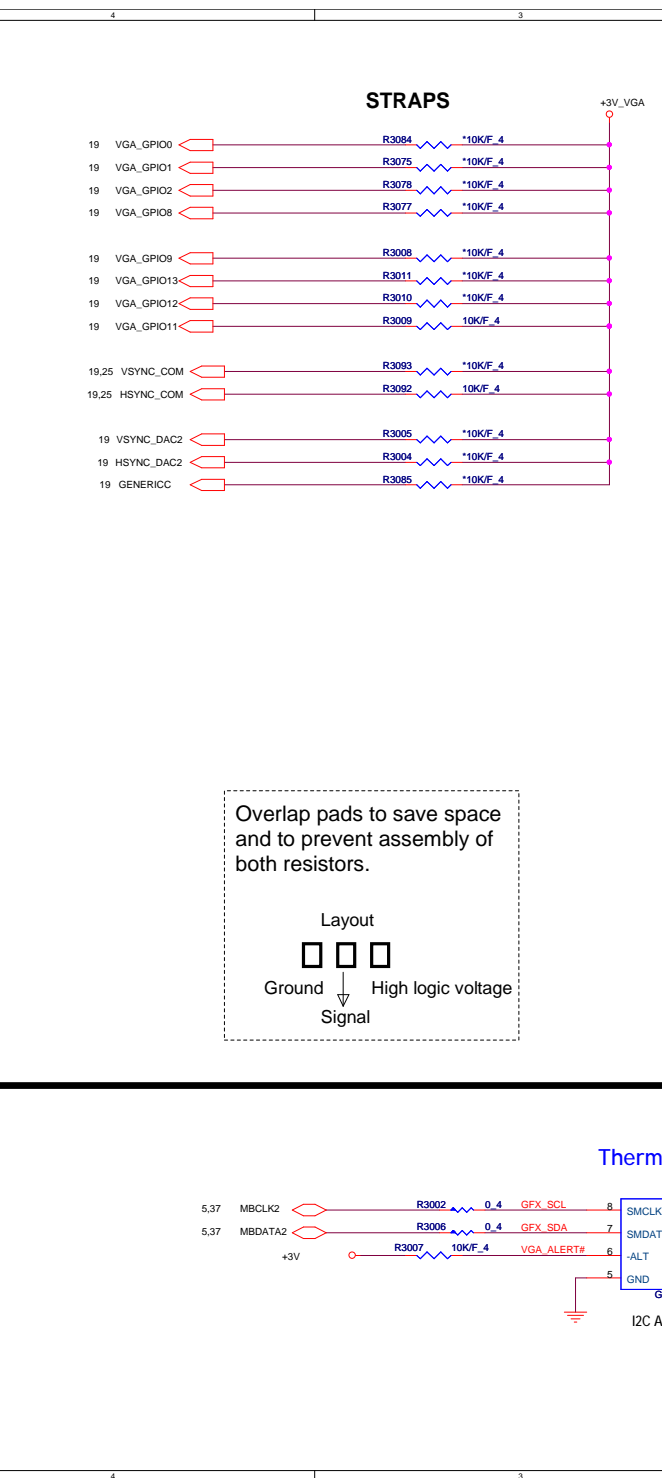 4 3
STRAPS
+3V_VGA
19 VGA_GPIO0 R3084 *10K/F_4
19 VGA_GPIO1 R3075 *10K/F_4
19 VGA_GPIO2 R3078 *10K/F_4
19 VGA_GPIO8 R3077 *10K/F_4
19 VGA_GPIO9 R3008 *10K/F_4
19 VGA_GPIO13 R3011 *10K/F_4
19 VGA_GPIO12 R3010 *10K/F_4
19 VGA_GPIO11 R3009 10K/F_4
19,25 VSYNC_COM R3093 *10K/F_4
19,25 HSYNC_COM R3092 10K/F_4
19 VSYNC_DAC2 R3005 *10K/F_4
19 HSYNC_DAC2 R3004 *10K/F_4
19 GENERICC R3085 *10K/F_4
Overlap pads to save space
and to prevent assembly of
both resistors.
Layout
Ground High logic voltage
Signal
Therm
5,37 MBCLK2 R3002 0_4 GFX_SCL 8 SMCLK
5,37 MBDATA2 R3006 0_4 GFX_SDA 7 SMDAT
+3V R3007 10K/F_4 VGA_ALERT# 6 -ALT
5 GND
G
I2C A
4 3